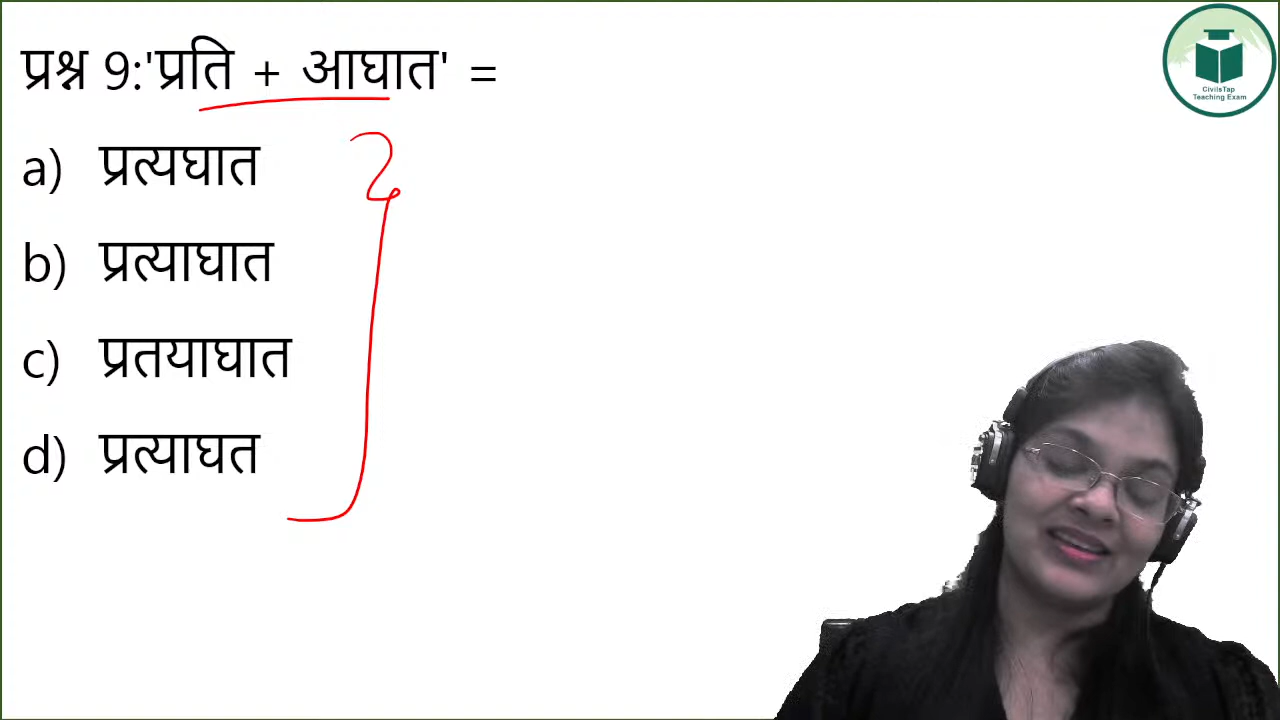 प्रश्न 9:'प्रति + आघात' =
a) प्रत्यघात
b) प्रत्याघात
c) प्रतयाघात
d) प्रत्याघत
CivilsTap
Teaching Exam